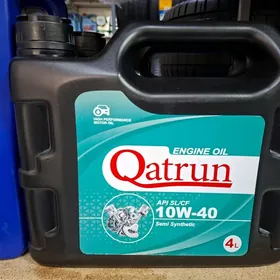 HIGH PERFORMANCE
MOTOR OIL
ENGINE OIL
Qatrun
API SL/CF
10W-40
Semi Synthetic
4L